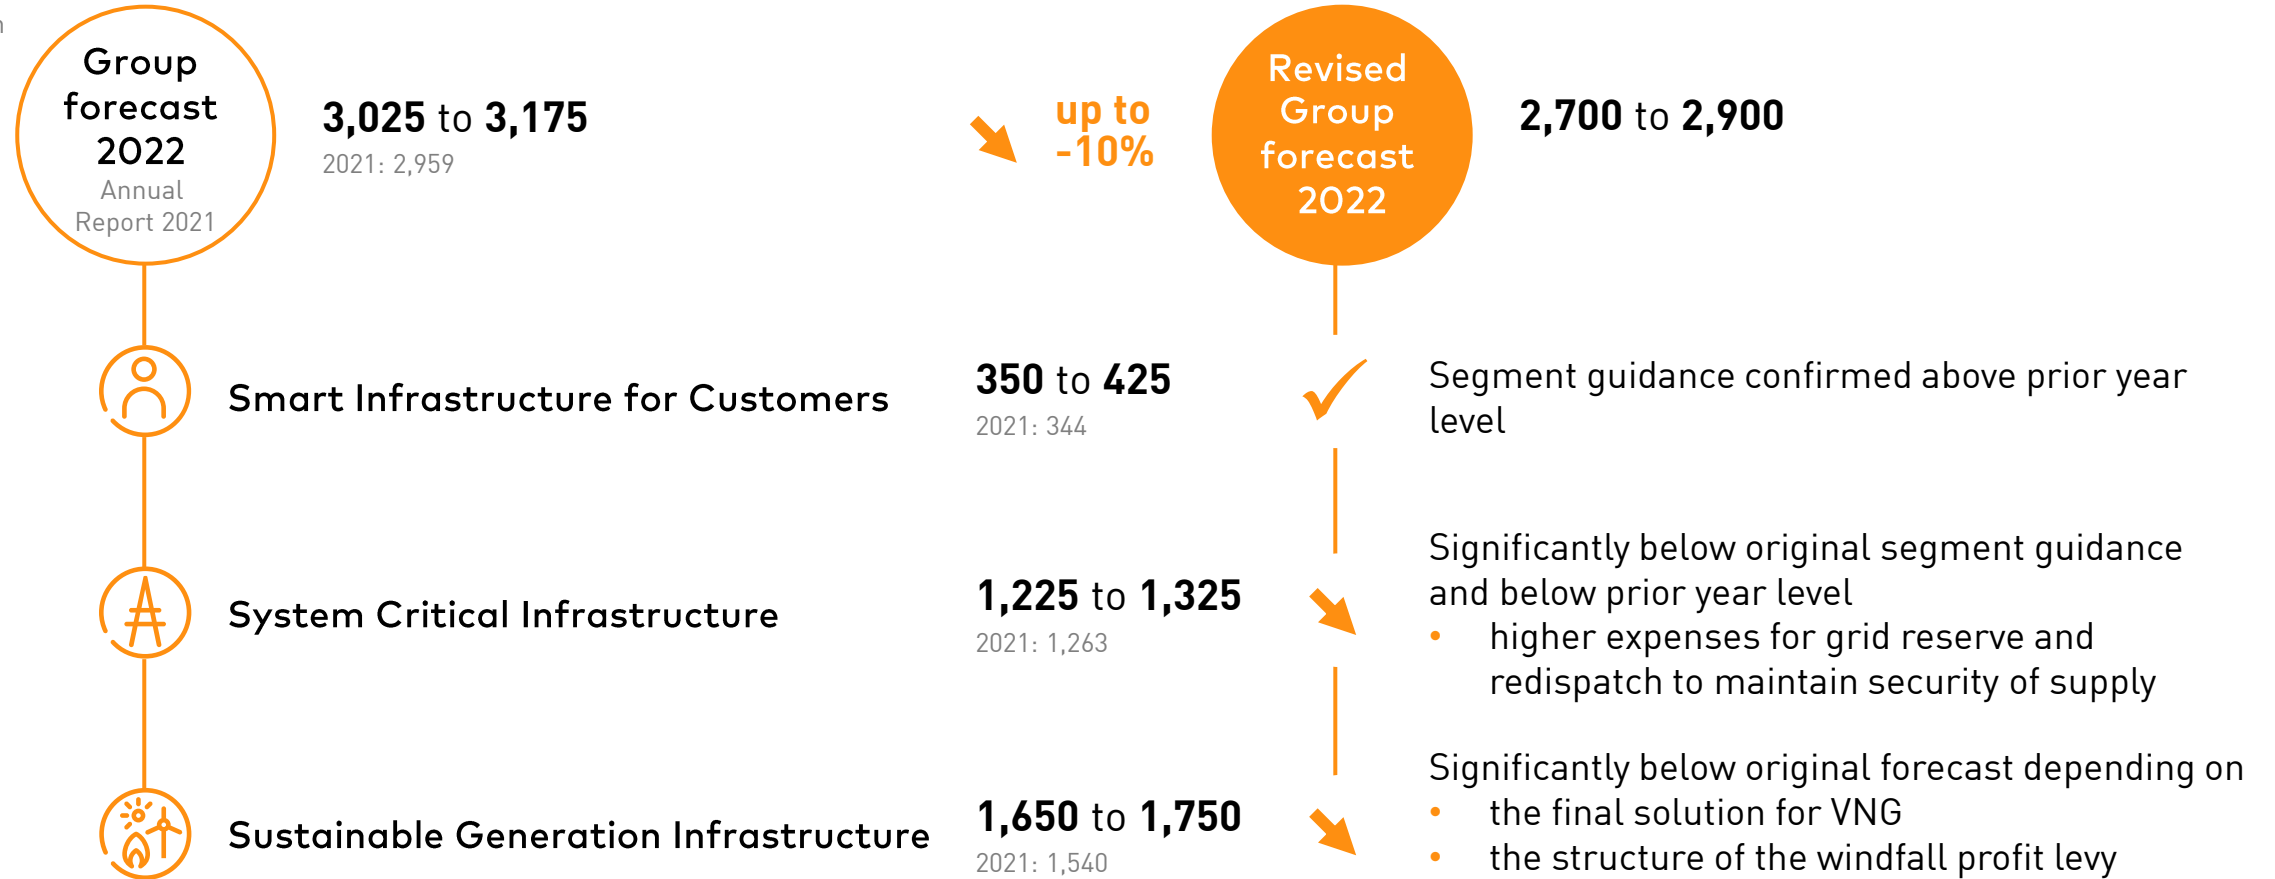 Group
forecast
2022
Annual
Report 2021
3,025 to 3,175
2021: 2,959
up to
-10%
Revised
Group
forecast
2022
2,700 to 2,900
Smart Infrastructure for Customers
350 to 425
2021: 344
Segment guidance confirmed above prior year
level
System Critical Infrastructure
1,225 to 1,325
2021: 1,263
Significantly below original segment guidance
and below prior year level
• higher expenses for grid reserve and
redispatch to maintain security of supply
Sustainable Generation Infrastructure
1,650 to 1,750
2021: 1,540
Significantly below original forecast depending on
• the final solution for VNG
• the structure of the windfall profit levy